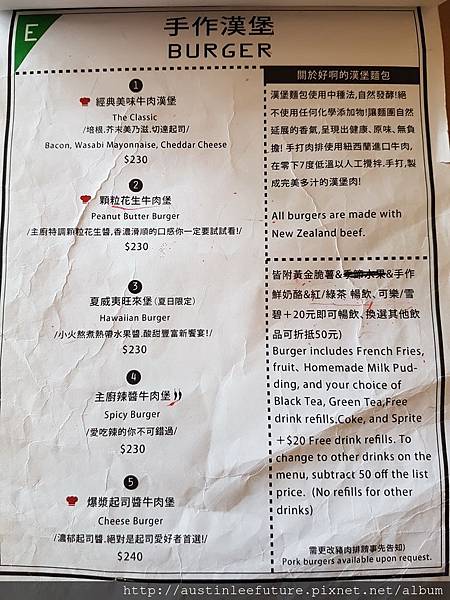 E
手作漢堡
BURGER
1
經典美味牛肉漢堡
The Classic
/培根.芥末美乃滋.切達起司/
Bacon, Wasabi Mayonnaise, Cheddar Cheese
$230
2
顆粒花生牛肉堡
Peanut Butter Burger
/主廚特調顆粒花生醬,香濃滑順的口感你一定要試試看!/
$230
3
夏威夷旺來堡(夏日限定)
Hawaiian Burger
/小火熬煮熱帶水果醬.酸甜豐富新饗宴!/
$230
4
主廚辣醬牛肉堡
Spicy Burger
/愛吃辣的你不可錯過/
$230
5
爆漿起司醬牛肉堡
Cheese Burger
/濃郁起司醬.絕對是起司愛好者首選!/
$240
關於好啊的漢堡麵包
漢堡麵包使用中種法,自然發酵!絕
不使用任何化學添加物!讓麵團自然
延展的香氣,呈現出健康、原味、無負
擔! 手打肉排使用紐西蘭進口牛肉,
在零下7度低溫以人工攪拌.手打,製
成完美多汁的漢堡肉!
All burgers are made with
New Zealand beef.
皆附黃金脆薯&季節水果&手作
鮮奶酪&紅/綠茶 暢飲、可樂/雪
碧+20元即可暢飲、換選其他飲
品可折抵50元)
Burger includes French Fries,
fruit、Homemade Milk Pud-
ding, and your choice of
Black Tea, Green Tea,Free
drink refills.Coke, and Sprite
+$20 Free drink refills. To
change to other drinks on the
menu, subtract 50 off the list
price. (No refills for other
drinks)
需更改豬肉排請事先告知)
Pork burgers available upon request.
http://austinleefuture.pixnet.net/album